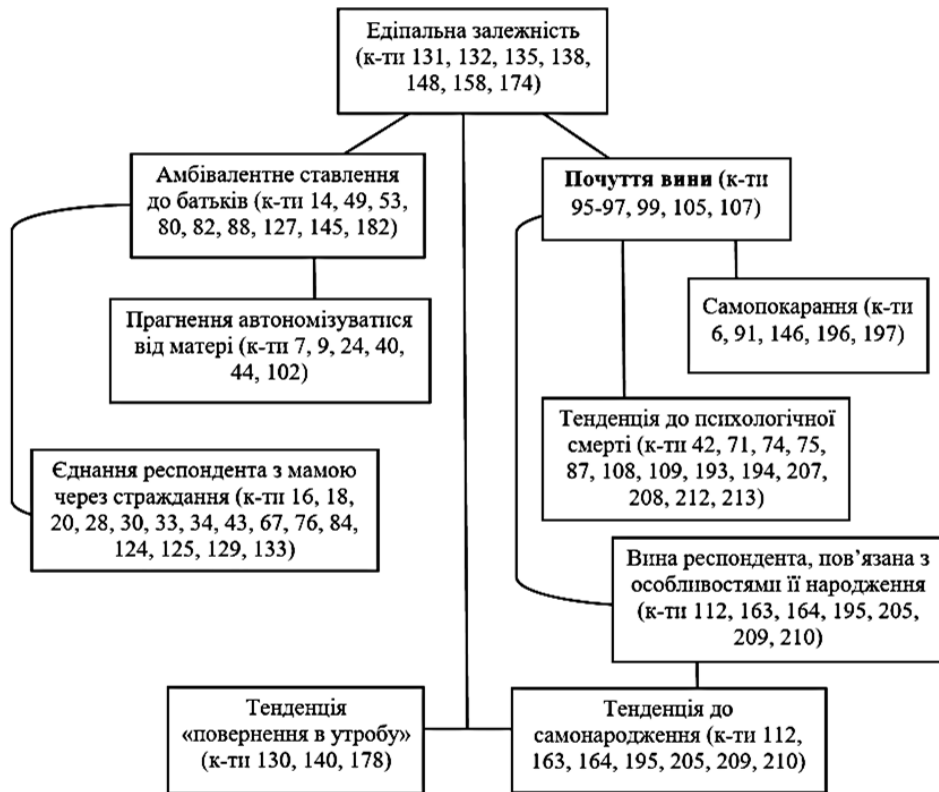 Едіпальна залежність
(к-ти 131, 132, 135, 138,
148, 158, 174)
Амбівалентне ставлення
до батьків (к-ти 14, 49, 53,
80, 82, 88, 127, 145, 182)
Почуття вини (к-ти
95-97, 99, 105, 107)
Прагнення автономізуватися
від матері (к-ти 7, 9, 24, 40,
44, 102)
Самопокарання (к-ти
6, 91, 146, 196, 197)
Тенденція до психологічної
смерті (к-ти 42, 71, 74, 75,
87, 108, 109, 193, 194, 207,
208, 212, 213)
Єднання респондента з мамою
через страждання (к-ти 16, 18,
20, 28, 30, 33, 34, 43, 67, 76, 84,
124, 125, 129, 133)
Вина респондента, пов’язана з
особливостями її народження
(к-ти 112, 163, 164, 195, 205,
209, 210)
Тенденція
«повернення в утробу»
(к-ти 130, 140, 178)
Тенденція до
самонародження (к-ти 112,
163, 164, 195, 205, 209, 210)